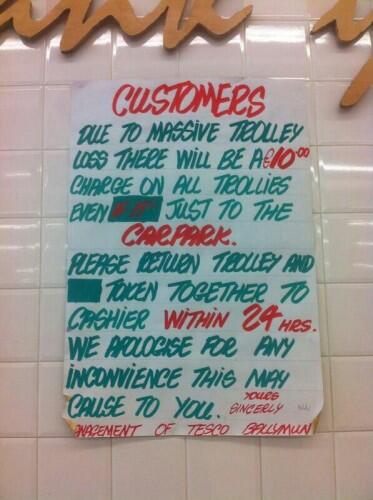 CUSTOMERS
DUE TO MASSIVE TROLLEY
LOSS THERE WILL BE A €10.00
CHARGE ON ALL TROLLIES
EVEN IF JUST TO THE
CARPARK.
PLEASE RETURN TROLLEY AND
TOKEN TOGETHER TO
CASHIER WITHIN 24 HRS.
WE APOLOGISE FOR ANY
INCONVIENCE THIS MAY
CAUSE TO YOU. YOURS
SINCERLY
ANAGEMENT OF TESCO BALLYMUN